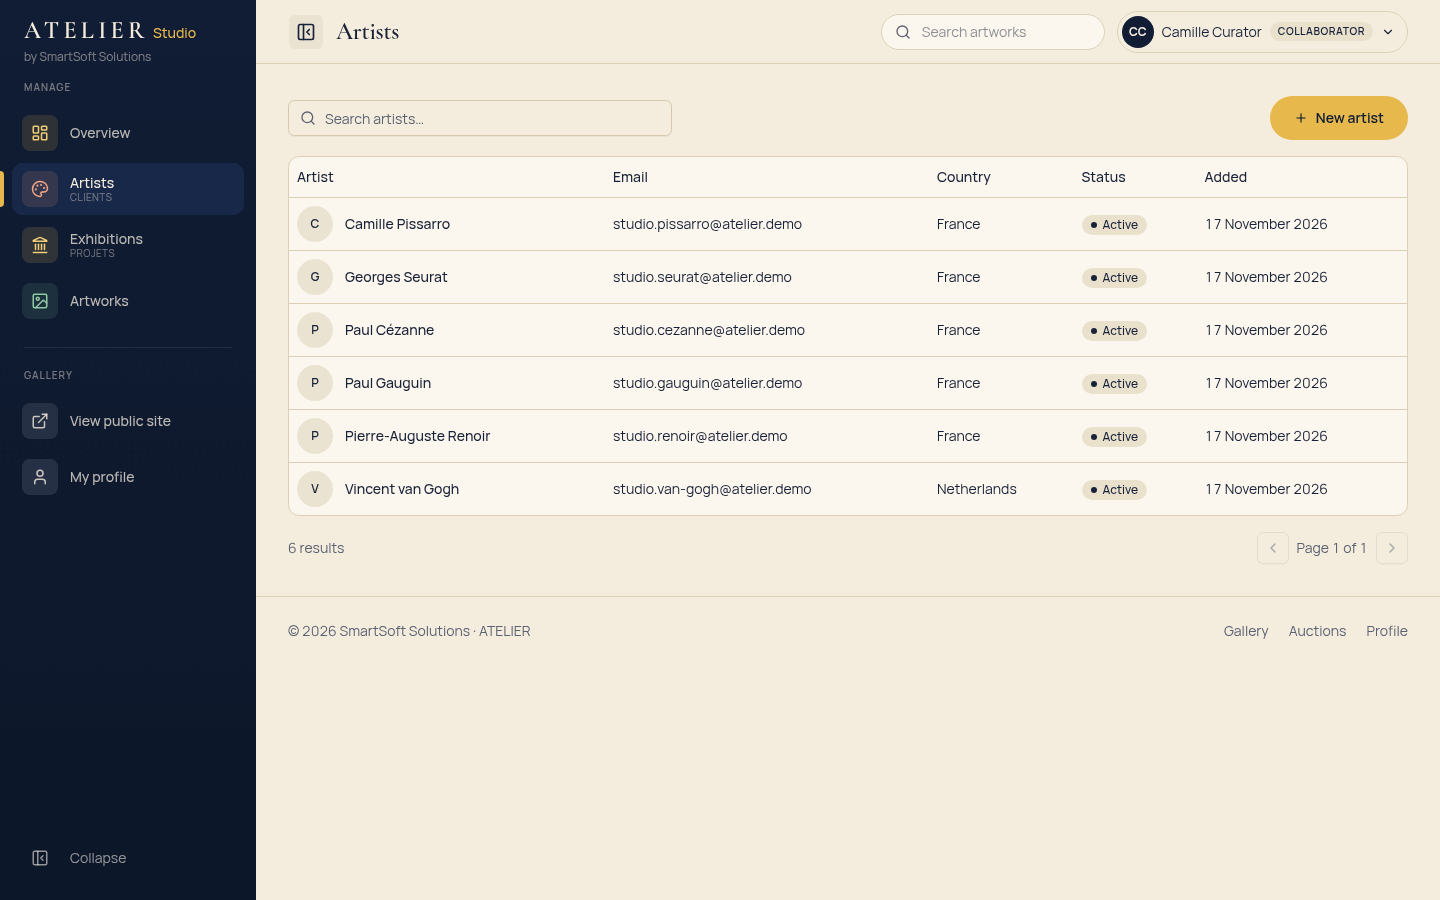 ATELIER Studio
by SmartSoft Solutions
MANAGE
Overview
Artists
CLIENTS
Exhibitions
PROJETS
Artworks
GALLERY
View public site
My profile
Collapse
Artists
Search artworks
CC Camille Curator COLLABORATOR
Search artists...
New artist
Artist Email Country Status Added
C Camille Pissarro studio.pissarro@atelier.demo France Active 17 November 2026
G Georges Seurat studio.seurat@atelier.demo France Active 17 November 2026
P Paul Cézanne studio.cezanne@atelier.demo France Active 17 November 2026
P Paul Gauguin studio.gauguin@atelier.demo France Active 17 November 2026
P Pierre-Auguste Renoir studio.renoir@atelier.demo France Active 17 November 2026
V Vincent van Gogh studio.van-gogh@atelier.demo Netherlands Active 17 November 2026
6 results
Page 1 of 1
© 2026 SmartSoft Solutions · ATELIER
Gallery Auctions Profile